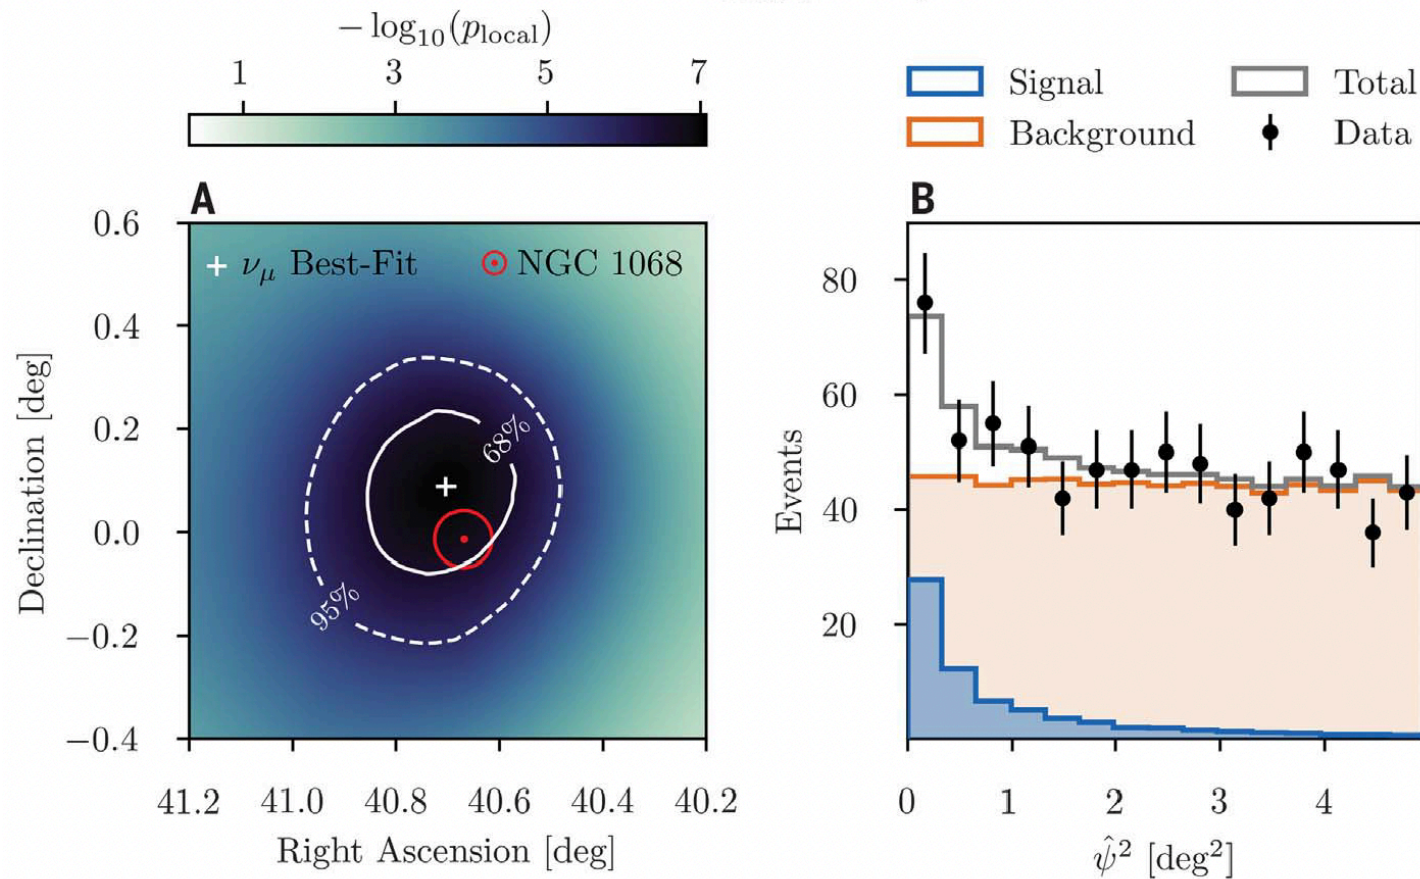 − log₁₀(p_local)
1 3 5 7
Signal Total
Background Data
A B
ν_μ Best-Fit NGC 1068
0.6
0.4
0.2
0.0
−0.2
−0.4
Declination [deg]
68%
95%
41.2 41.0 40.8 40.6 40.4 40.2
Right Ascension [deg]
80
60
40
20
Events
0 1 2 3 4
ψ̂² [deg²]